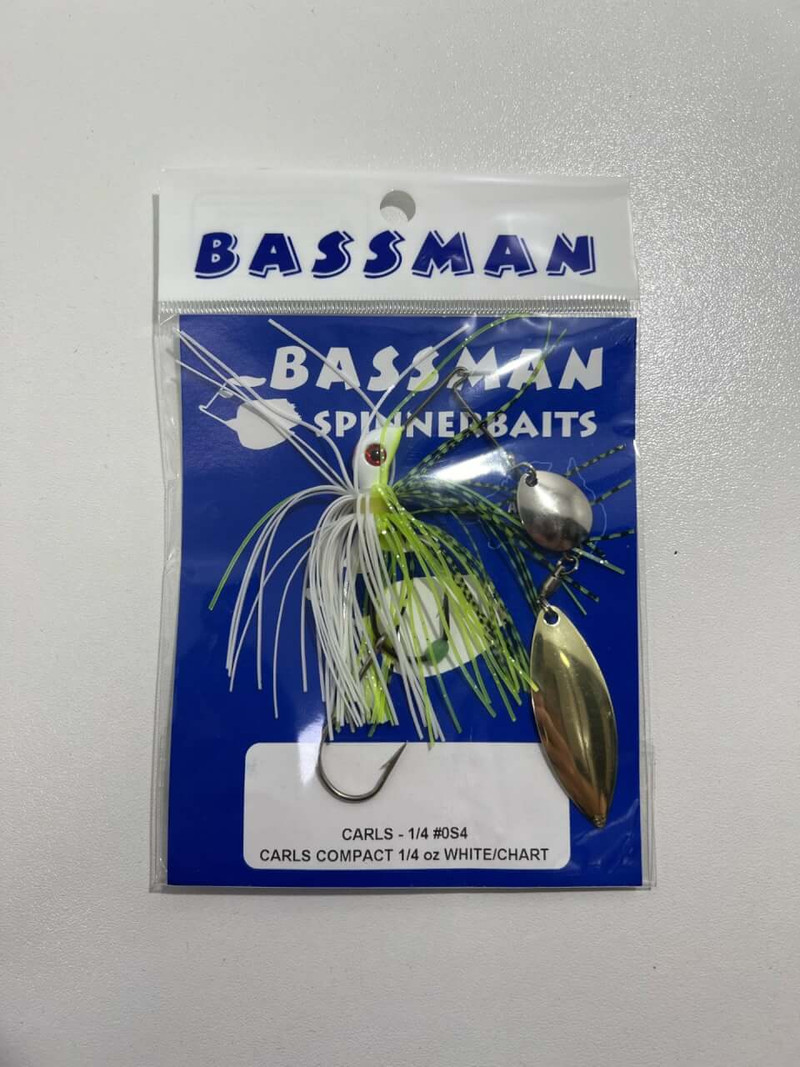 BASSMAN
BASSMAN
SPINNERBAITS
CARLS - 1/4 #0S4
CARLS COMPACT 1/4 oz WHITE/CHART